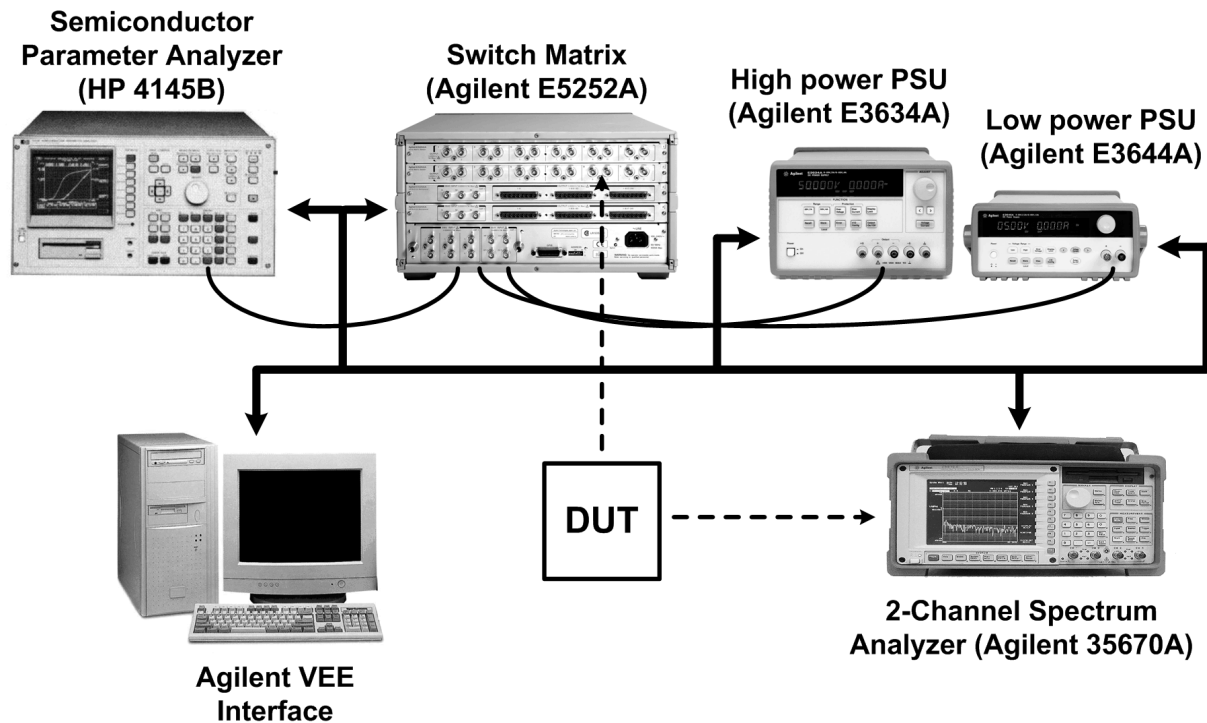 Semiconductor
Parameter Analyzer
(HP 4145B)
Switch Matrix
(Agilent E5252A)
High power PSU
(Agilent E3634A)
Low power PSU
(Agilent E3644A)
DUT
2-Channel Spectrum
Analyzer (Agilent 35670A)
Agilent VEE
Interface